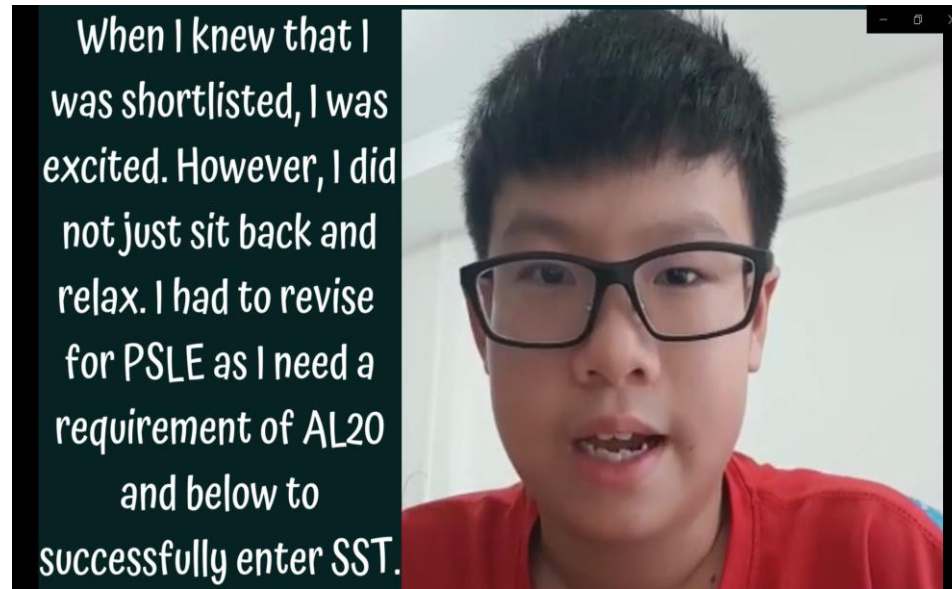 When I knew that I
was shortlisted, I was
excited. However, I did
not just sit back and
relax. I had to revise
for PSLE as I need a
requirement of AL20
and below to
successfully enter SST.